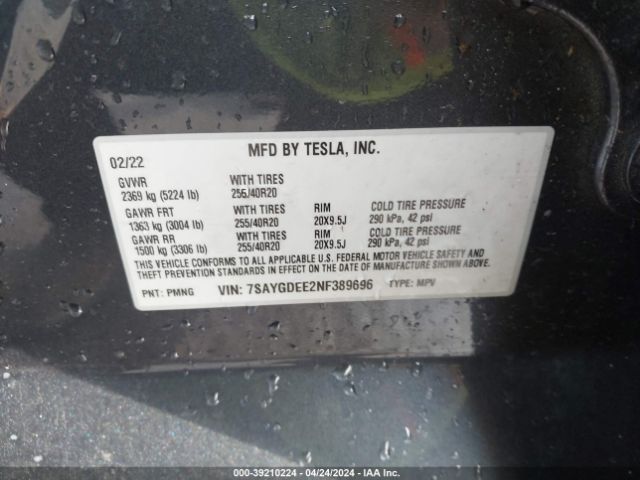 MFD BY TESLA, INC.
02/22
GVWR WITH TIRES
2369 kg (5224 lb) 255/40R20
GAWR FRT WITH TIRES RIM COLD TIRE PRESSURE
1363 kg (3004 lb) 255/40R20 20X9.5J 290 kPa, 42 psi
GAWR RR WITH TIRES RIM COLD TIRE PRESSURE
1500 kg (3306 lb) 255/40R20 20X9.5J 290 kPa, 42 psi
THIS VEHICLE CONFORMS TO ALL APPLICABLE U.S. FEDERAL MOTOR VEHICLE SAFETY AND
THEFT PREVENTION STANDARDS IN EFFECT ON THE DATE OF MANUFACTURE SHOWN ABOVE.
PNT: PMNG VIN: 7SAYGDEE2NF389696 TYPE: MPV
000-39210224 - 04/24/2024 - IAA Inc.